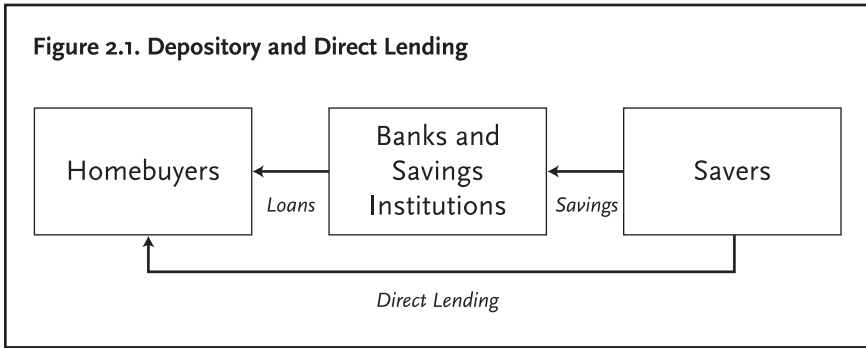 Figure 2.1. Depository and Direct Lending
Homebuyers
Loans
Banks and
Savings
Institutions
Savings
Savers
Direct Lending